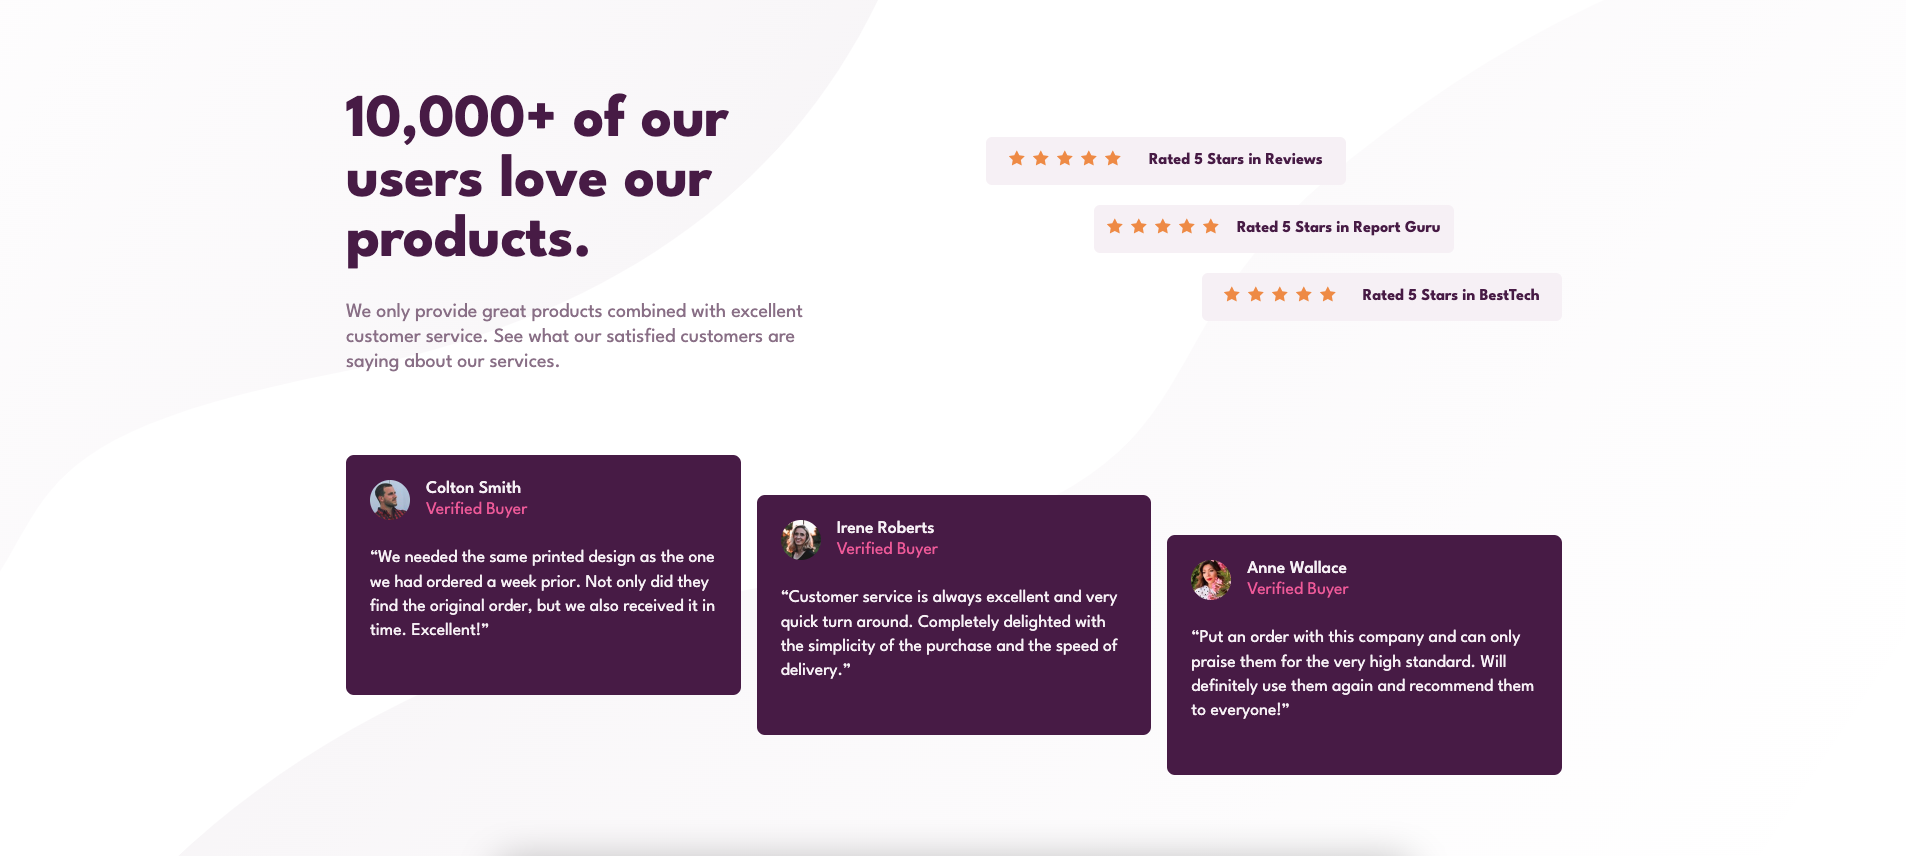 10,000+ of our
users love our
products.
We only provide great products combined with excellent
customer service. See what our satisfied customers are
saying about our services.
Rated 5 Stars in Reviews
Rated 5 Stars in Report Guru
Rated 5 Stars in BestTech
Colton Smith
Verified Buyer
“We needed the same printed design as the one
we had ordered a week prior. Not only did they
find the original order, but we also received it in
time. Excellent!”
Irene Roberts
Verified Buyer
“Customer service is always excellent and very
quick turn around. Completely delighted with
the simplicity of the purchase and the speed of
delivery.”
Anne Wallace
Verified Buyer
“Put an order with this company and can only
praise them for the very high standard. Will
definitely use them again and recommend them
to everyone!”